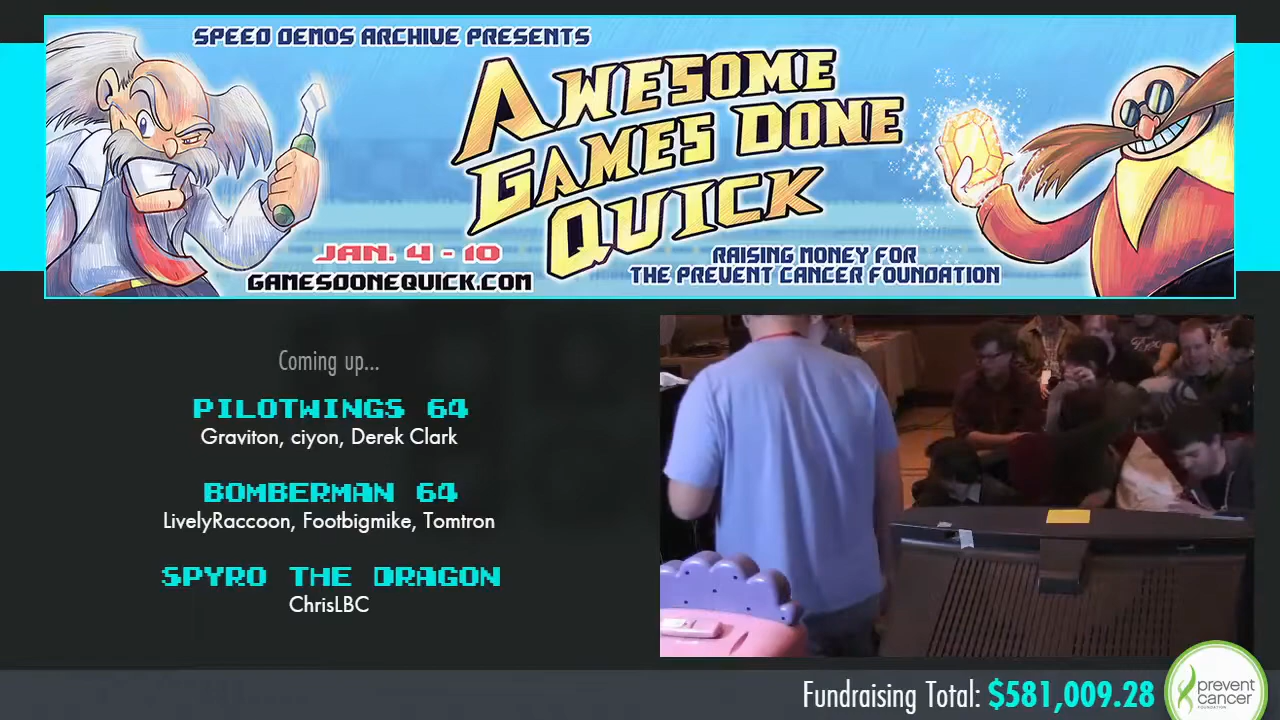 SPEED DEMOS ARCHIVE PRESENTS
AWESOME
GAMES DONE
QUICK
JAN. 4 - 10
GAMESDONEQUICK.COM
RAISING MONEY FOR
THE PREVENT CANCER FOUNDATION
Coming up...
PILOTWINGS 64
Graviton, ciyon, Derek Clark
BOMBERMAN 64
LivelyRaccoon, Footbigmike, Tomtron
SPYRO THE DRAGON
ChrisLBC
Fundraising Total: $581,009.28
prevent
cancer
FOUNDATION